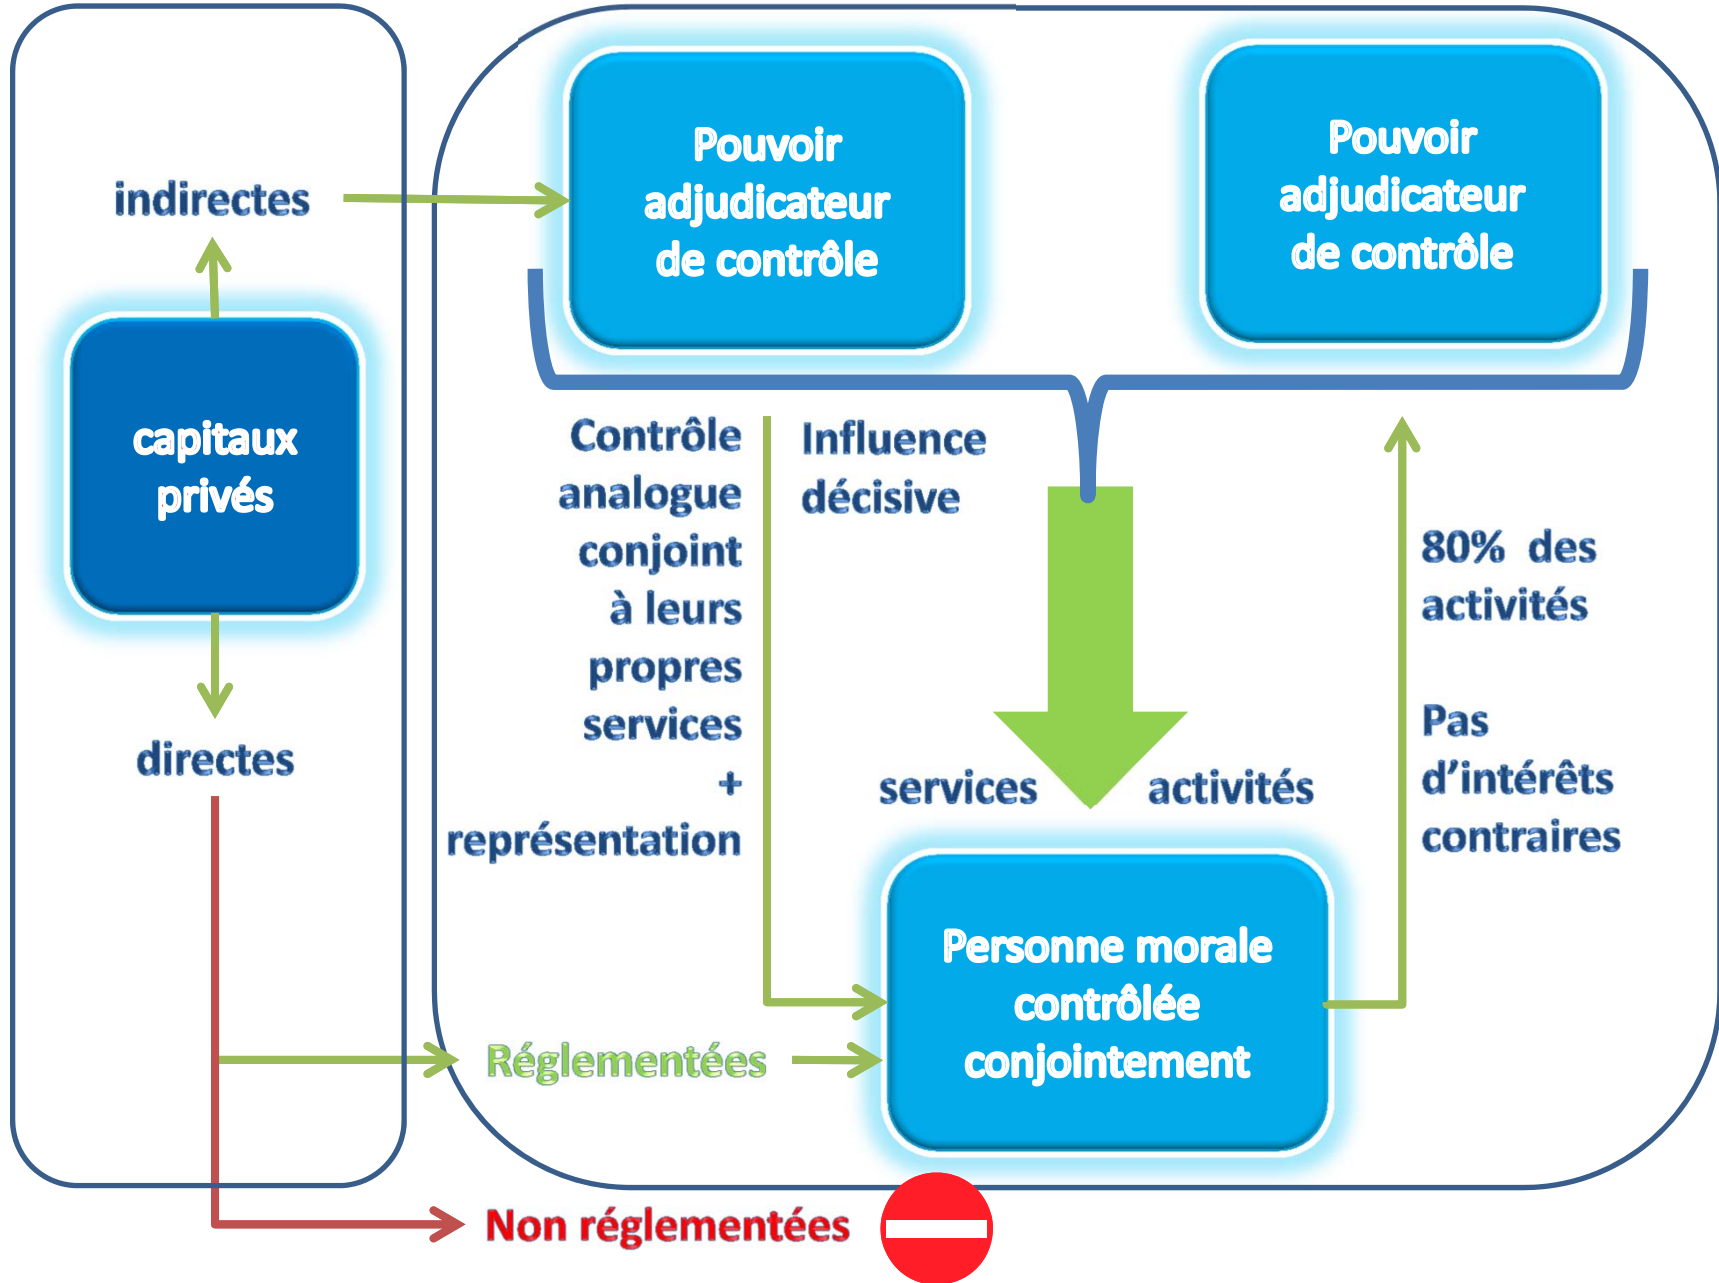 indirectes
capitaux
privés
directes
Pouvoir
adjudicateur
de contrôle
Pouvoir
adjudicateur
de contrôle
Contrôle
analogue
conjoint
à leurs
propres
services
+
représentation
Influence
décisive
services
activités
80% des
activités
Pas
d’intérêts
contraires
Personne morale
contrôlée
conjointement
Réglementées
Non réglementées